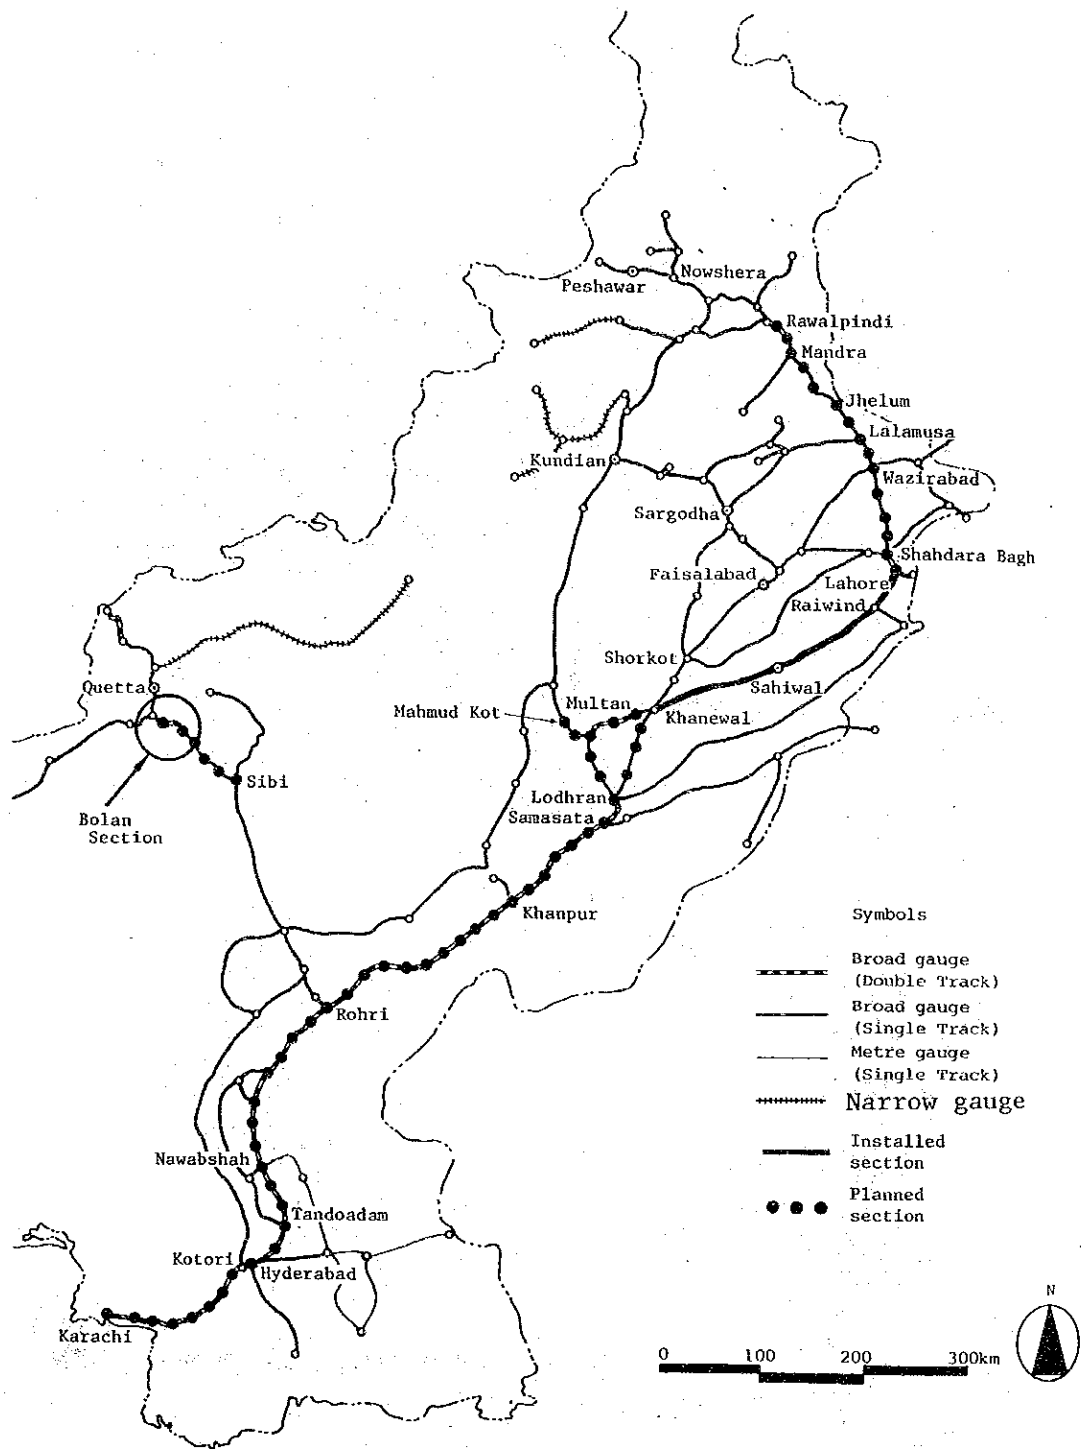 Nowshera
Peshawar
Rawalpindi
Mandra
Jhelum
Lalamusa
Kundian
Wazirabad
Sargodha
Shahdara Bagh
Faisalabad
Lahore
Raiwind
Shorkot
Quetta
Sahiwal
Multan
Mahmud Kot
Khanewal
Sibi
Lodhran
Bolan
Section
Samasata
Khanpur
Symbols
Broad gauge
(Double Track)
Broad gauge
(Single Track)
Rohri
Metre gauge
(Single Track)
Narrow gauge
Installed
section
Nawabshah
Planned
section
Tandoadam
Kotori
Hyderabad
Karachi
N
0 100 200 300km